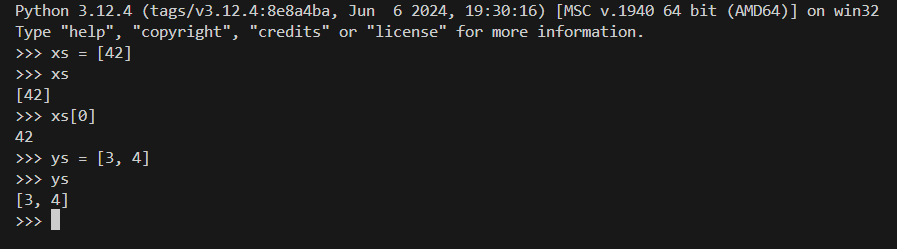 Python 3.12.4 (tags/v3.12.4:8e8a4ba, Jun  6 2024, 19:30:16) [MSC v.1940 64 bit (AMD64)] on win32
Type "help", "copyright", "credits" or "license" for more information.
>>> xs = [42]
>>> xs
[42]
>>> xs[0]
42
>>> ys = [3, 4]
>>> ys
[3, 4]
>>>